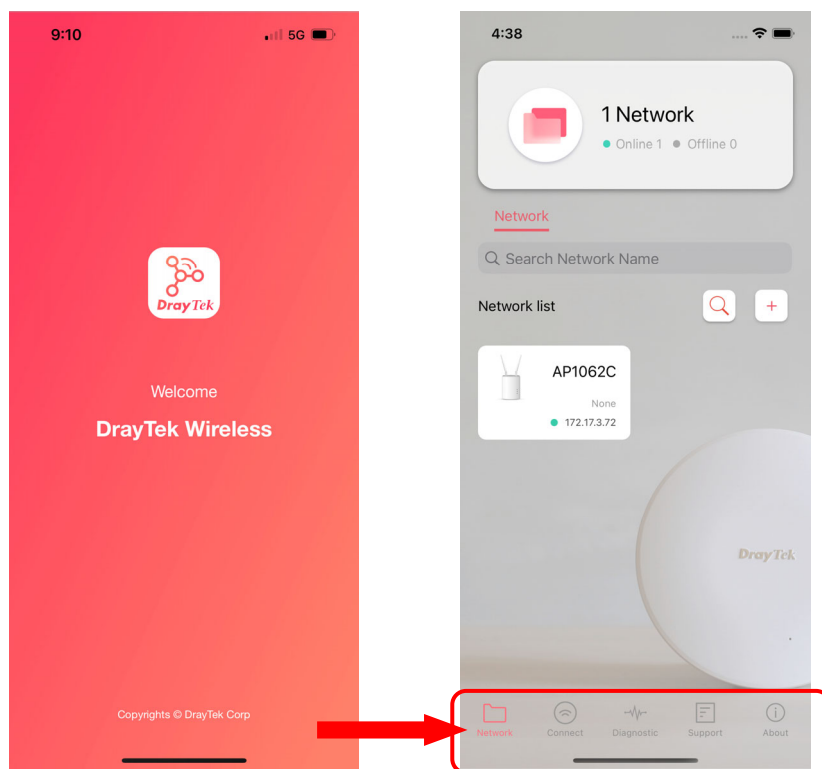 9:10
5G
DrayTek
Welcome
DrayTek Wireless
Copyrights © DrayTek Corp
4:38
1 Network
Online 1
Offline 0
Network
Search Network Name
Network list
+
AP1062C
None
172.17.3.72
DrayTek
Network
Connect
Diagnostic
Support
About